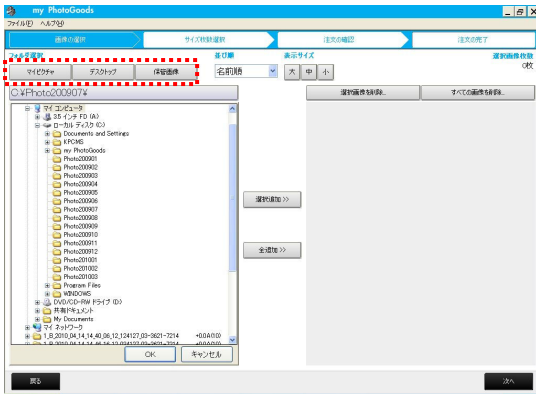 my PhotoGoods
ファイル(F) ヘルプ(H)
画像の選択 サイズ枚数選択 注文の確認 注文の完了
フォルダ選択 並び順 表示サイズ 選択画像枚数
マイピクチャ デスクトップ 保管画像 名前順 大 中 小 0枚
C:¥Photo200907¥ 選択画像を削除... すべての画像を削除...
マイ コンピュータ
3.5 インチ FD (A:)
ローカル ディスク (C:)
Documents and Settings
KPCMS
my PhotoGoods
Photo200901
Photo200902
Photo200903
Photo200904
Photo200905
Photo200906
Photo200907
Photo200908
Photo200909
Photo200910
Photo200911
Photo200912
Photo201001
Photo201002
Photo201003
Program Files
WINDOWS
DVD/CD-RW ドライブ (D:)
共有ドキュメント
My Documents
マイ ネットワーク
選択追加 >>
全追加 >>
OK キャンセル
戻る 次へ